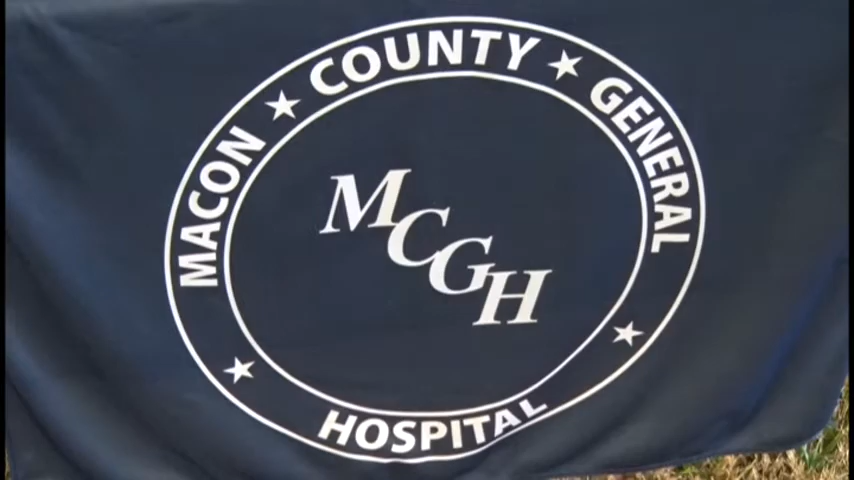 MACON ★ COUNTY ★ GENERAL
★ HOSPITAL ★
MCGH